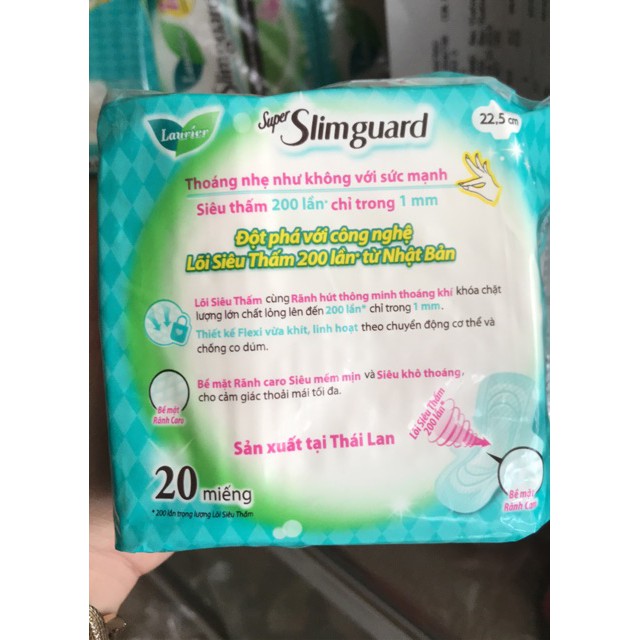 Laurier
Super Slimguard
22,5 cm
Thoáng nhẹ như không với sức mạnh
Siêu thấm 200 lần* chỉ trong 1 mm
Đột phá với công nghệ
Lõi Siêu Thấm 200 lần* từ Nhật Bản
Lõi Siêu Thấm cùng Rãnh hút thông minh thoáng khí khóa chặt
lượng lớn chất lỏng lên đến 200 lần* chỉ trong 1 mm.
Thiết kế Flexi vừa khít, linh hoạt theo chuyển động cơ thể và
chống co dúm.
Bề mặt Rãnh caro Siêu mềm mịn và Siêu khô thoáng,
cho cảm giác thoải mái tối đa.
Bề mặt
Rãnh Caro
Lõi Siêu Thấm
200 lần*
Sản xuất tại Thái Lan
Bề mặt
Rãnh Caro
20 miếng
*200 lần trọng lượng Lõi Siêu Thấm